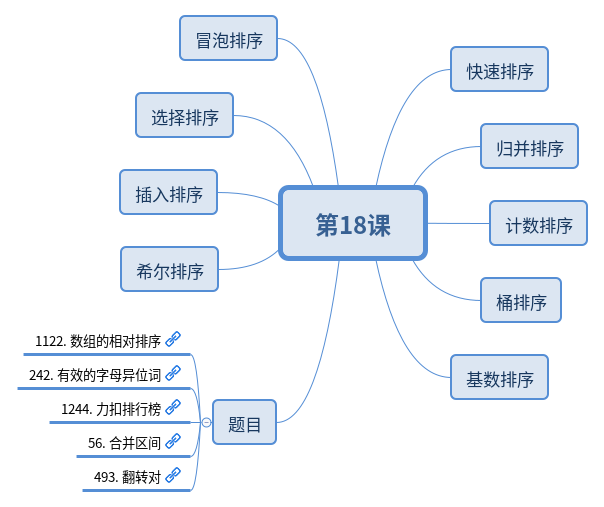 第18课
快速排序
归并排序
计数排序
桶排序
基数排序
冒泡排序
选择排序
插入排序
希尔排序
题目
1122. 数组的相对排序
242. 有效的字母异位词
1244. 力扣排行榜
56. 合并区间
493. 翻转对